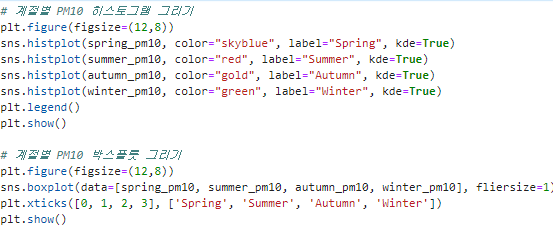 # 계절별 PM10 히스토그램 그리기
plt.figure(figsize=(12,8))
sns.histplot(spring_pm10, color="skyblue", label="Spring", kde=True)
sns.histplot(summer_pm10, color="red", label="Summer", kde=True)
sns.histplot(autumn_pm10, color="gold", label="Autumn", kde=True)
sns.histplot(winter_pm10, color="green", label="Winter", kde=True)
plt.legend()
plt.show()

# 계절별 PM10 박스플롯 그리기
plt.figure(figsize=(12,8))
sns.boxplot(data=[spring_pm10, summer_pm10, autumn_pm10, winter_pm10], fliersize=1)
plt.xticks([0, 1, 2, 3], ['Spring', 'Summer', 'Autumn', 'Winter'])
plt.show()